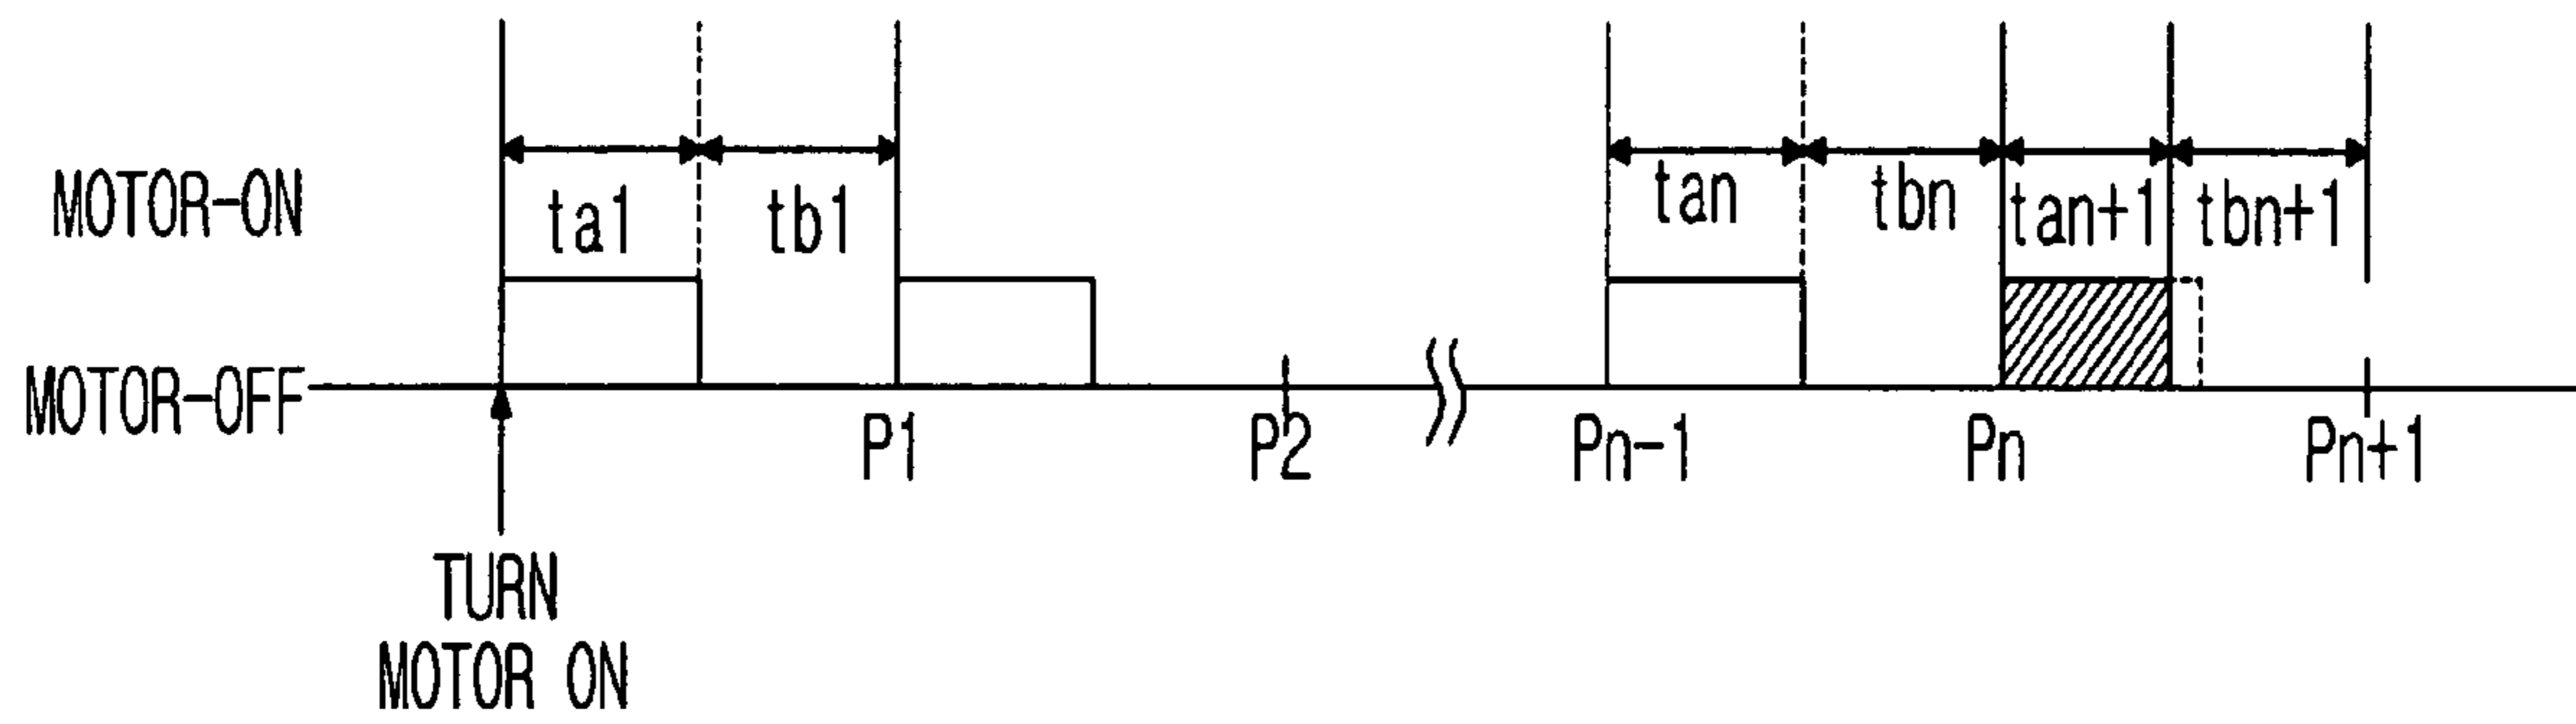 MOTOR-ON
ta1
tb1
tan
tbn
tan+1
tbn+1
MOTOR-OFF
P1
P2
Pn-1
Pn
Pn+1
TURN
MOTOR ON